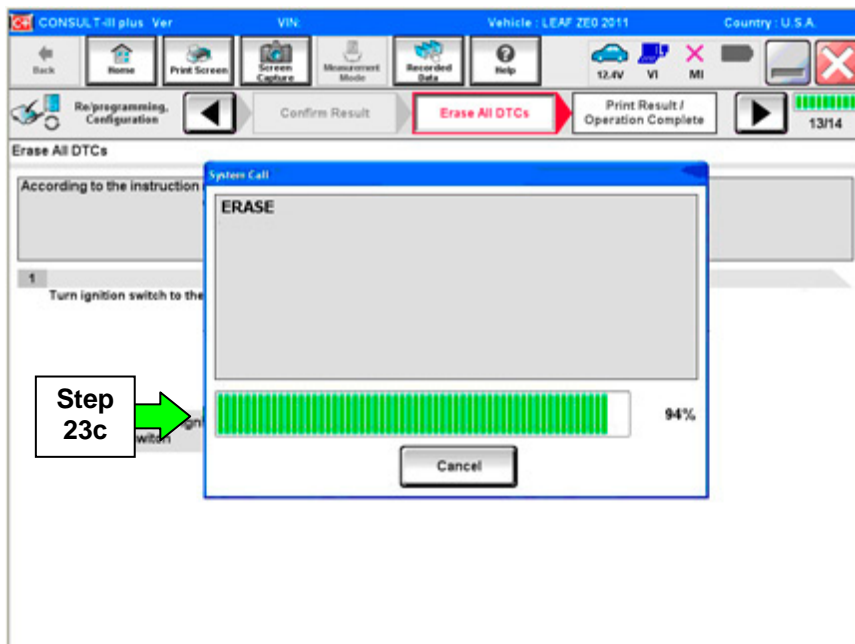 CONSULT-III plus Ver VIN: Vehicle : LEAF ZE0 2011 Country : U.S.A.
Back
Home
Print Screen
Screen Capture
Measurement Mode
Recorded Data
Help
12.4V
VI
MI
Re/programming, Configuration
Confirm Result
Erase All DTCs
Print Result / Operation Complete
13/14
Erase All DTCs
According to the instruction
System Call
ERASE
1
Turn ignition switch to the
Step
23c
94%
Cancel